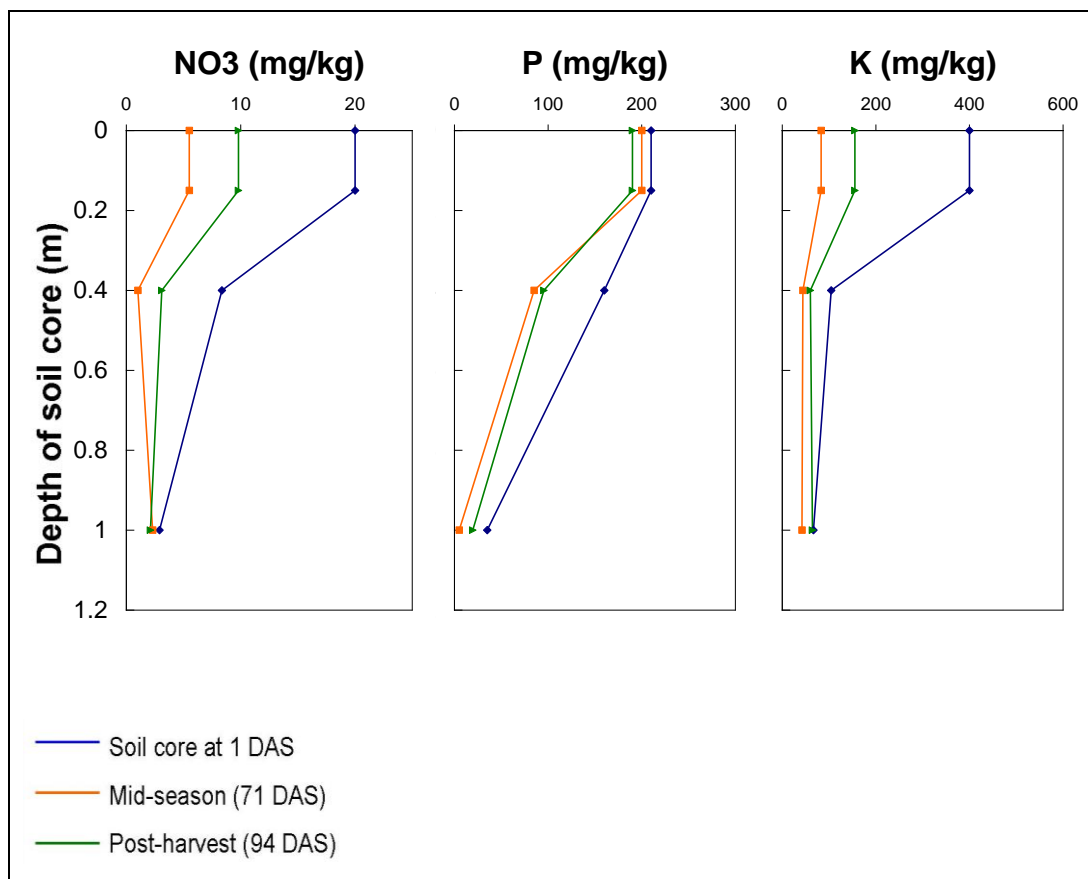 NO3 (mg/kg)
P (mg/kg)
K (mg/kg)
0 10 20
0 100 200 300
0 200 400 600
Depth of soil core (m)
0
0.2
0.4
0.6
0.8
1
1.2
Soil core at 1 DAS
Mid-season (71 DAS)
Post-harvest (94 DAS)